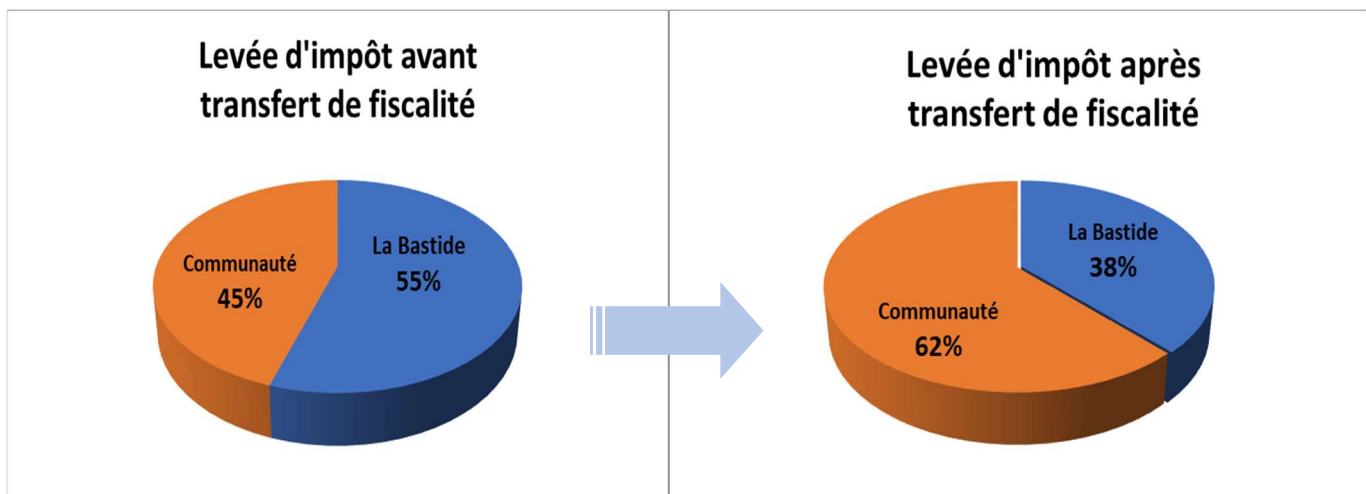 Levée d'impôt avant
transfert de fiscalité
Communauté
45%
La Bastide
55%
Levée d'impôt après
transfert de fiscalité
La Bastide
38%
Communauté
62%